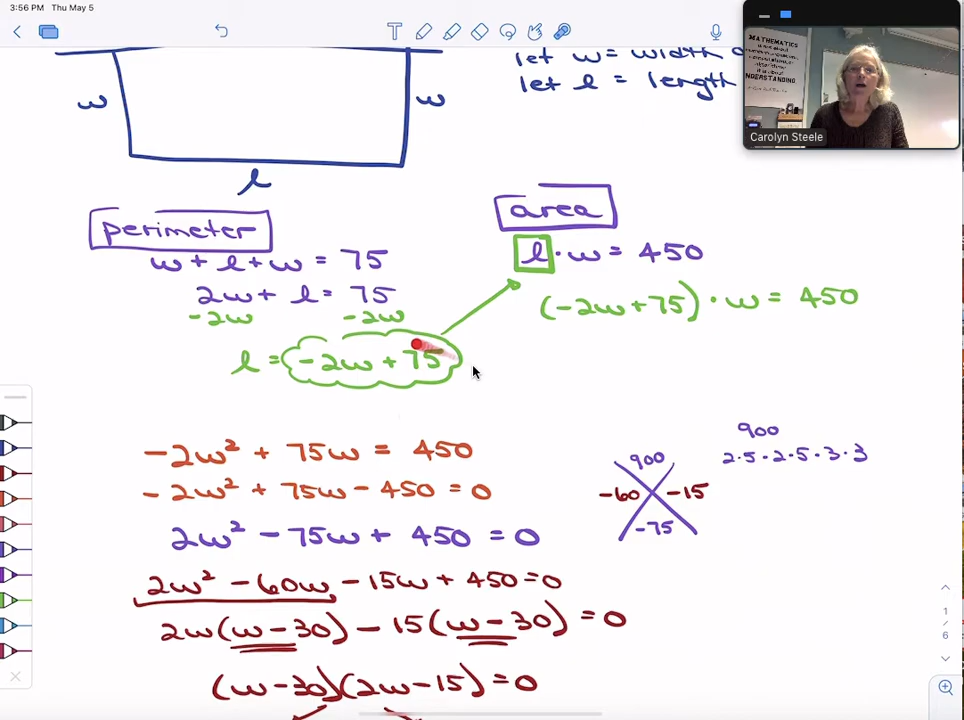 3:56 PM Thu May 5
let w = width
let l = length
MATHEMATICS
UNDERSTANDING
Carolyn Steele
w
w
l
perimeter
w + l + w = 75
2w + l = 75
-2w -2w
l = -2w + 75
area
l · w = 450
(-2w + 75) · w = 450
-2w² + 75w = 450
-2w² + 75w - 450 = 0
2w² - 75w + 450 = 0
2w² - 60w - 15w + 450 = 0
2w(w - 30) - 15(w - 30) = 0
(w - 30)(2w - 15) = 0
900
-60 -15
-75
900
2·5·2·5·3·3
1
/
6